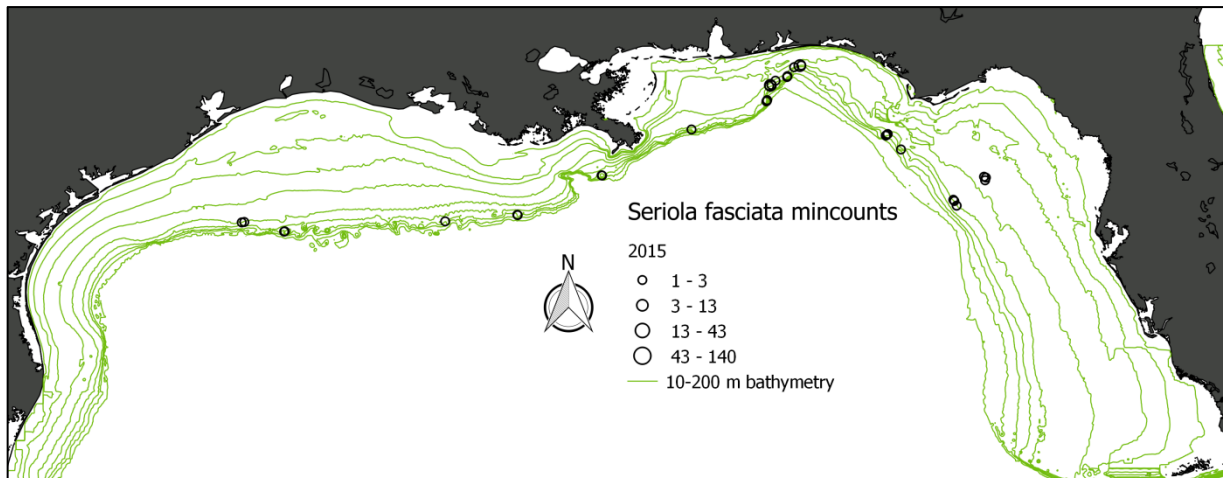 Seriola fasciata mincounts
2015
1 - 3
3 - 13
13 - 43
43 - 140
10-200 m bathymetry
N